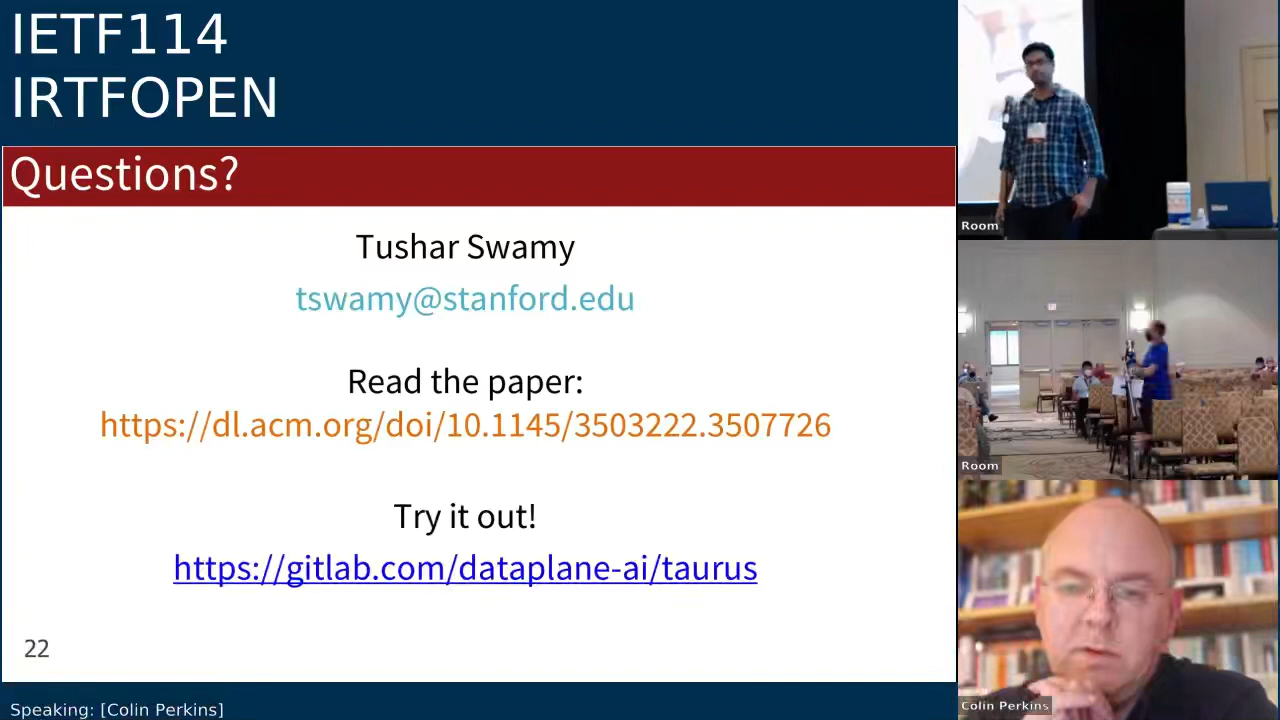 IETF114
IRTFOPEN
Questions?
Tushar Swamy
tswamy@stanford.edu
Read the paper:
https://dl.acm.org/doi/10.1145/3503222.3507726
Try it out!
https://gitlab.com/dataplane-ai/taurus
22
Speaking: [Colin Perkins]
Room
Room
Colin Perkins